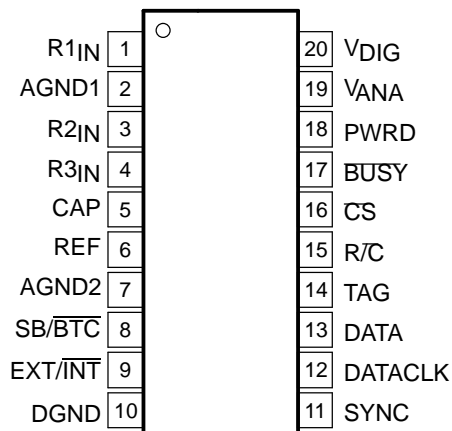 R1IN 1 20 VDIG
AGND1 2 19 VANA
R2IN 3 18 PWRD
R3IN 4 17 BUSY
CAP 5 16 CS
REF 6 15 R/C
AGND2 7 14 TAG
SB/BTC 8 13 DATA
EXT/INT 9 12 DATACLK
DGND 10 11 SYNC